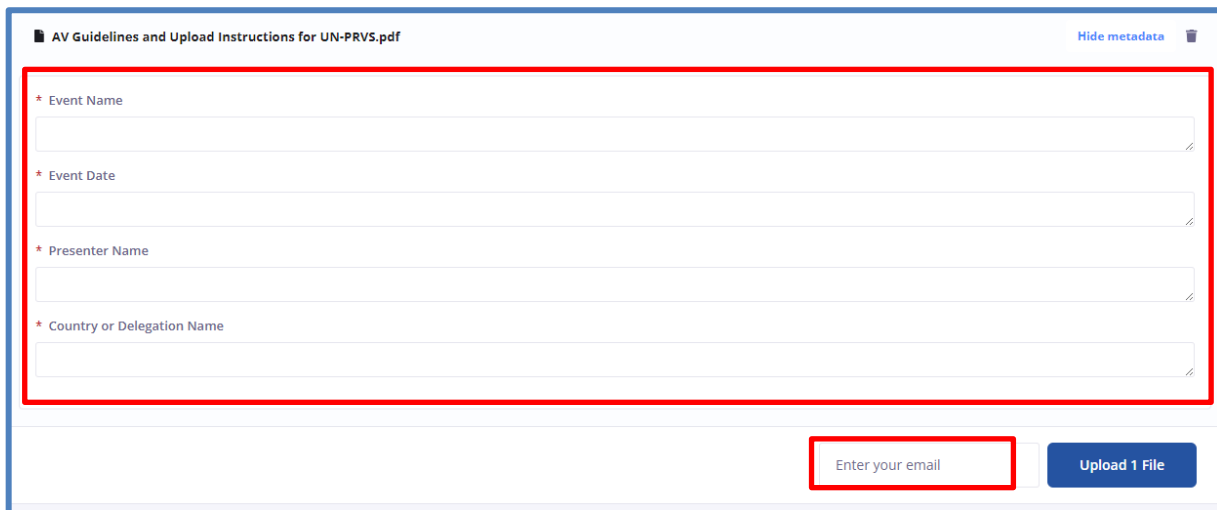 AV Guidelines and Upload Instructions for UN-PRVS.pdf Hide metadata
* Event Name
* Event Date
* Presenter Name
* Country or Delegation Name
Enter your email Upload 1 File